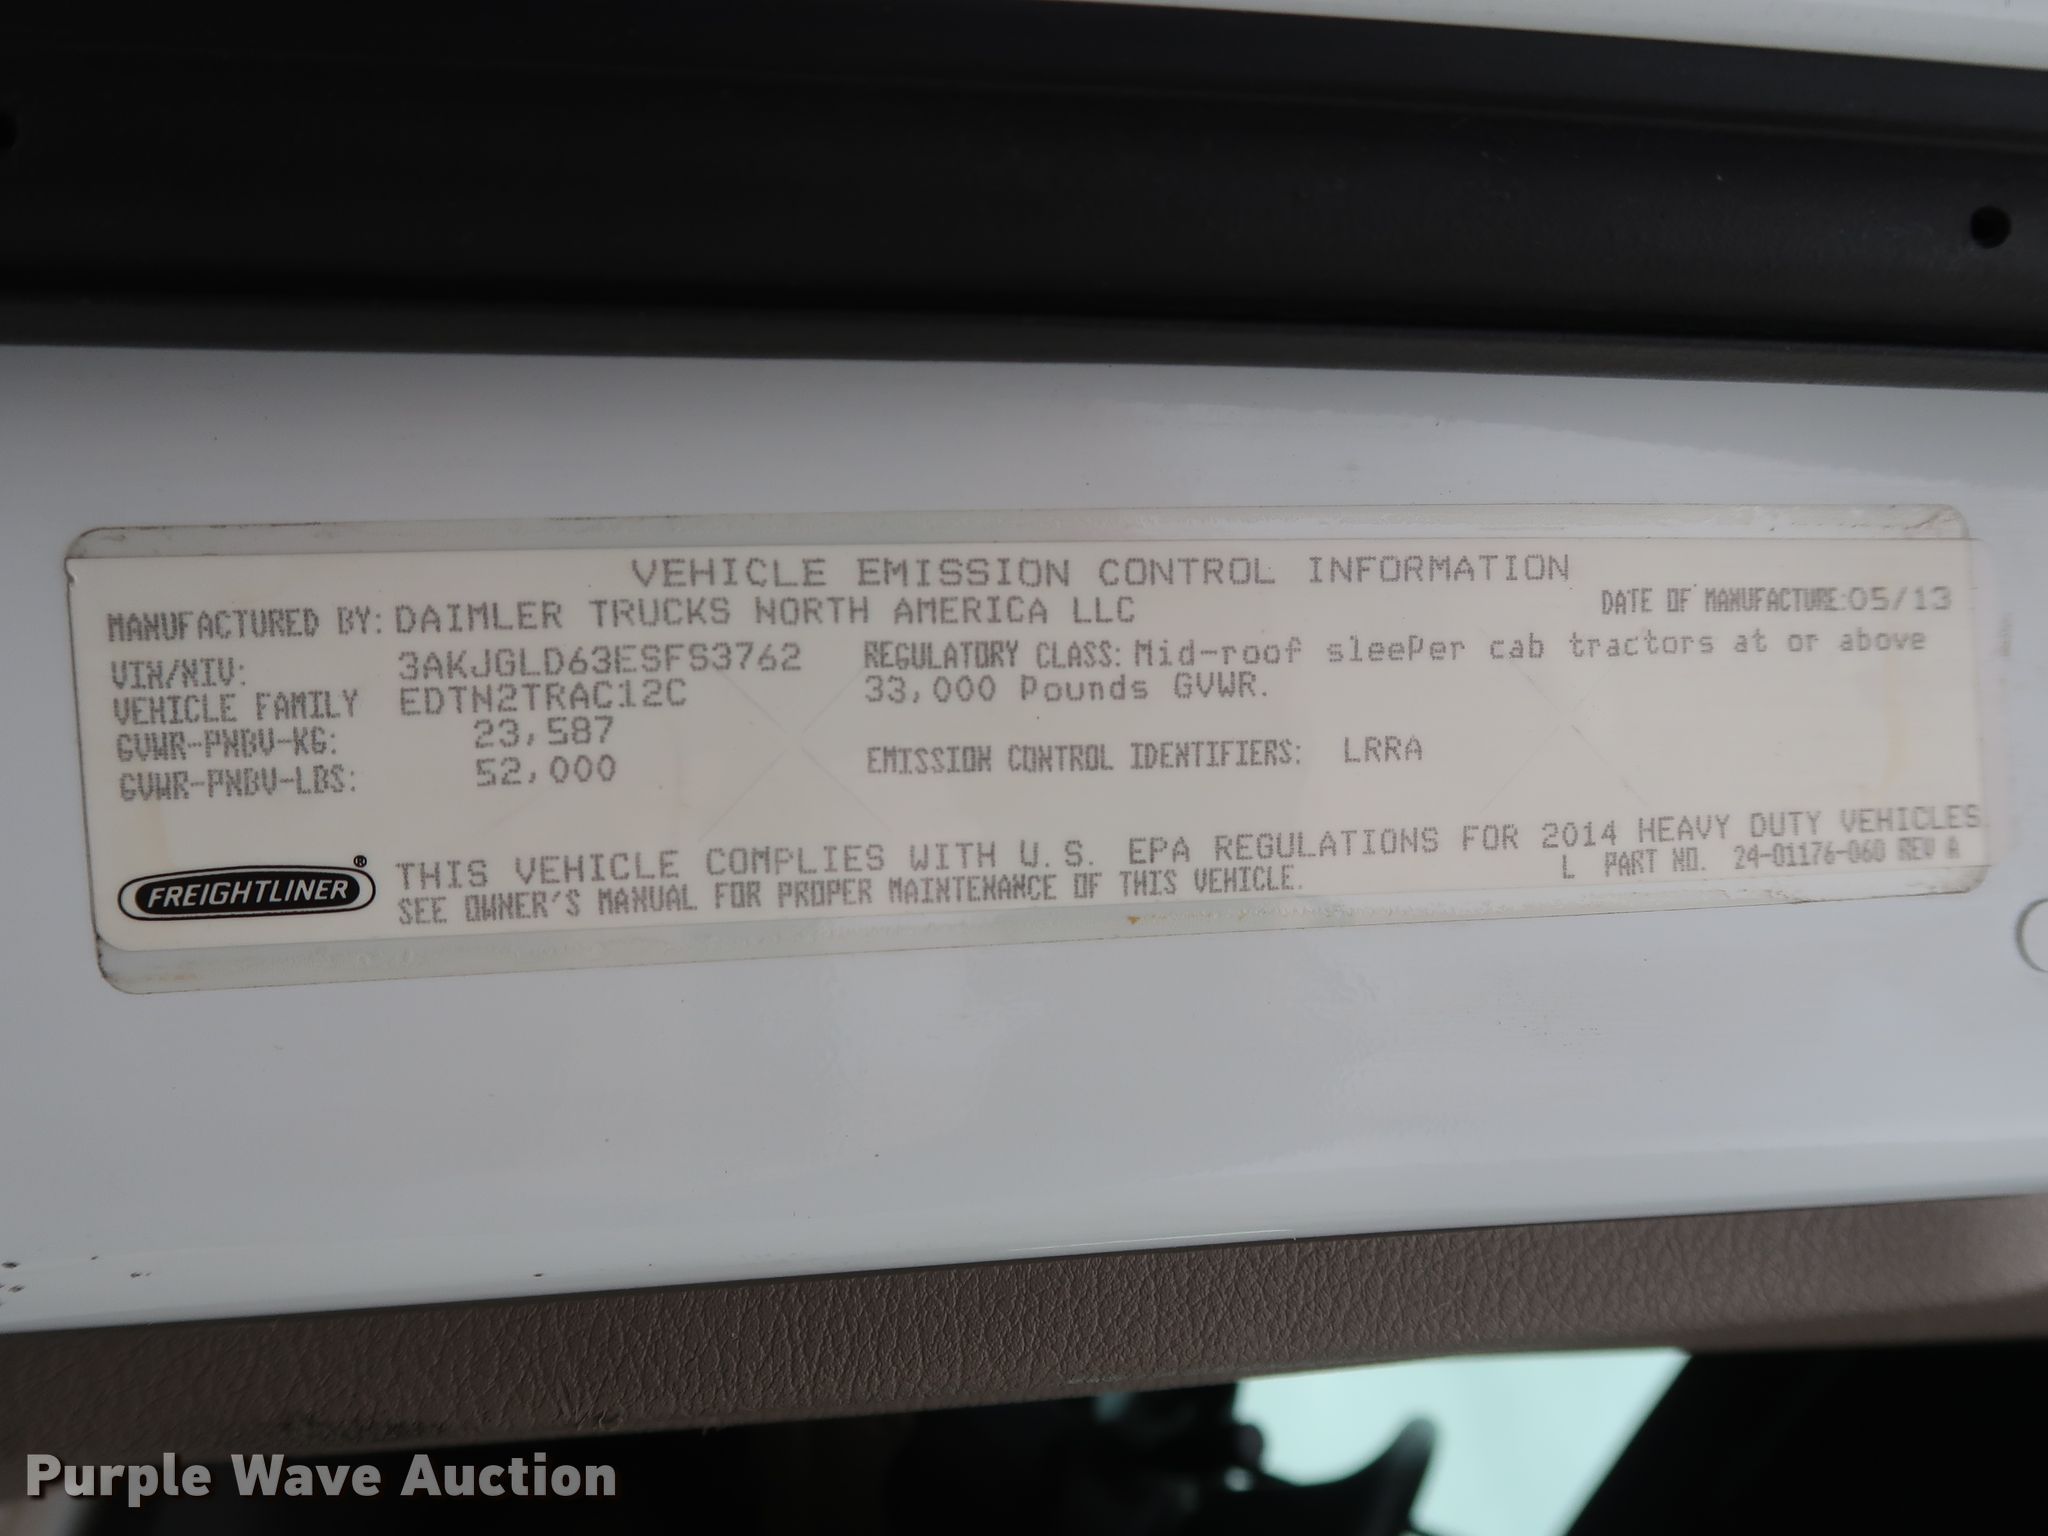 VEHICLE EMISSION CONTROL INFORMATION
MANUFACTURED BY: DAIMLER TRUCKS NORTH AMERICA LLC
DATE OF MANUFACTURE: 05/13
VIN/NIV: 3AKJGLD63ESFS3762
REGULATORY CLASS: Mid-roof sleeper cab tractors at or above
VEHICLE FAMILY EDTN2TRAC12C
33,000 Pounds GVWR.
GVWR-PNBV-KG: 23,587
GVWR-PNBV-LBS: 52,000
EMISSION CONTROL IDENTIFIERS: LRRA
THIS VEHICLE COMPLIES WITH U.S. EPA REGULATIONS FOR 2014 HEAVY DUTY VEHICLES.
SEE OWNER'S MANUAL FOR PROPER MAINTENANCE OF THIS VEHICLE.
L PART NO. 24-01176-060 REV A
FREIGHTLINER®
Purple Wave Auction